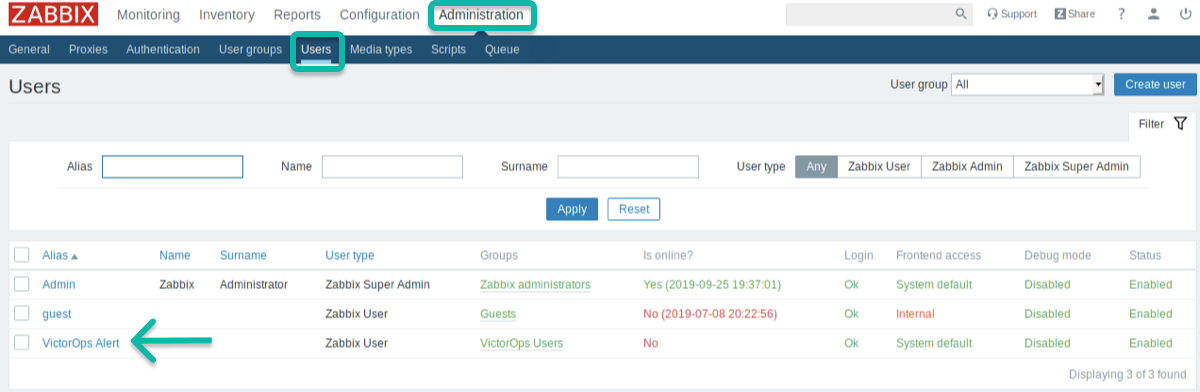 ZABBIX Monitoring Inventory Reports Configuration Administration Support Z Share ?
General Proxies Authentication User groups Users Media types Scripts Queue
Users User group All Create user
Filter
Alias Name Surname User type Any Zabbix User Zabbix Admin Zabbix Super Admin
Apply Reset
Alias Name Surname User type Groups Is online? Login Frontend access Debug mode Status
Admin Zabbix Administrator Zabbix Super Admin Zabbix administrators Yes (2019-09-25 19:37:01) Ok System default Disabled Enabled
guest Zabbix User Guests No (2019-07-08 20:22:56) Ok Internal Disabled Enabled
VictorOps Alert Zabbix User VictorOps Users No Ok System default Disabled Enabled
Displaying 3 of 3 found